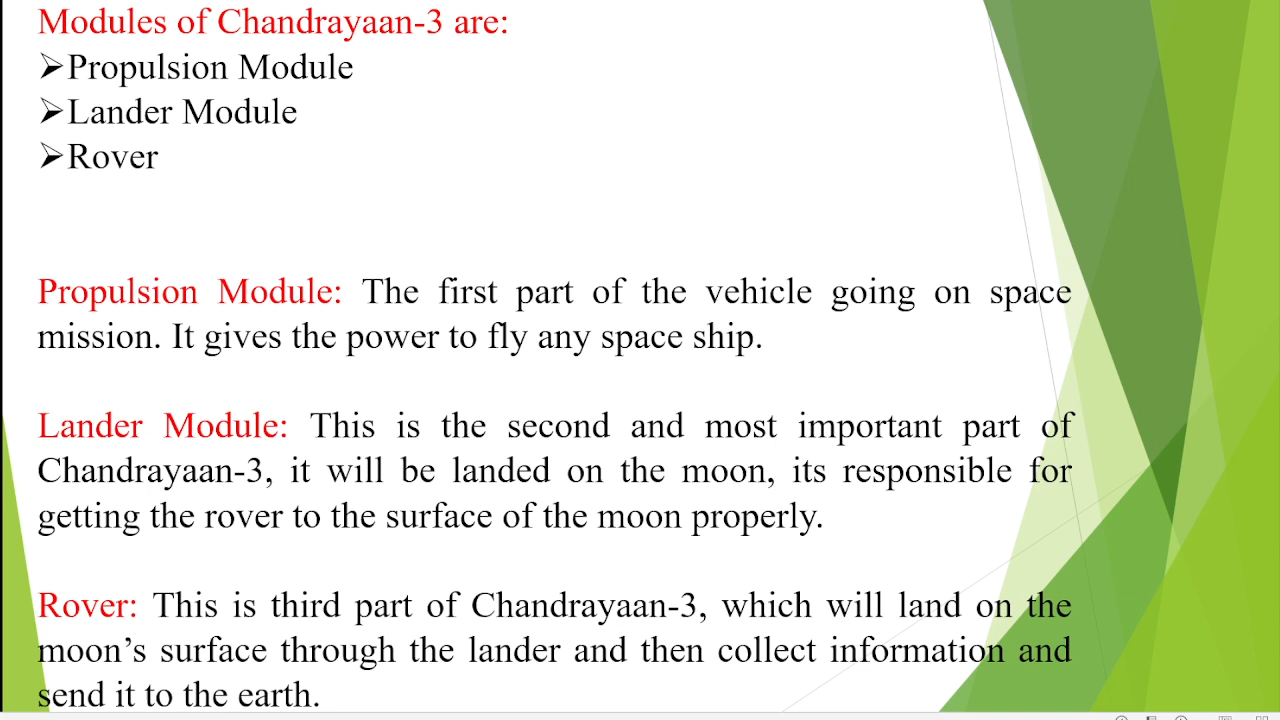 Modules of Chandrayaan-3 are:
➢Propulsion Module
➢Lander Module
➢Rover
Propulsion Module: The first part of the vehicle going on space
mission. It gives the power to fly any space ship.
Lander Module: This is the second and most important part of
Chandrayaan-3, it will be landed on the moon, its responsible for
getting the rover to the surface of the moon properly.
Rover: This is third part of Chandrayaan-3, which will land on the
moon’s surface through the lander and then collect information and
send it to the earth.